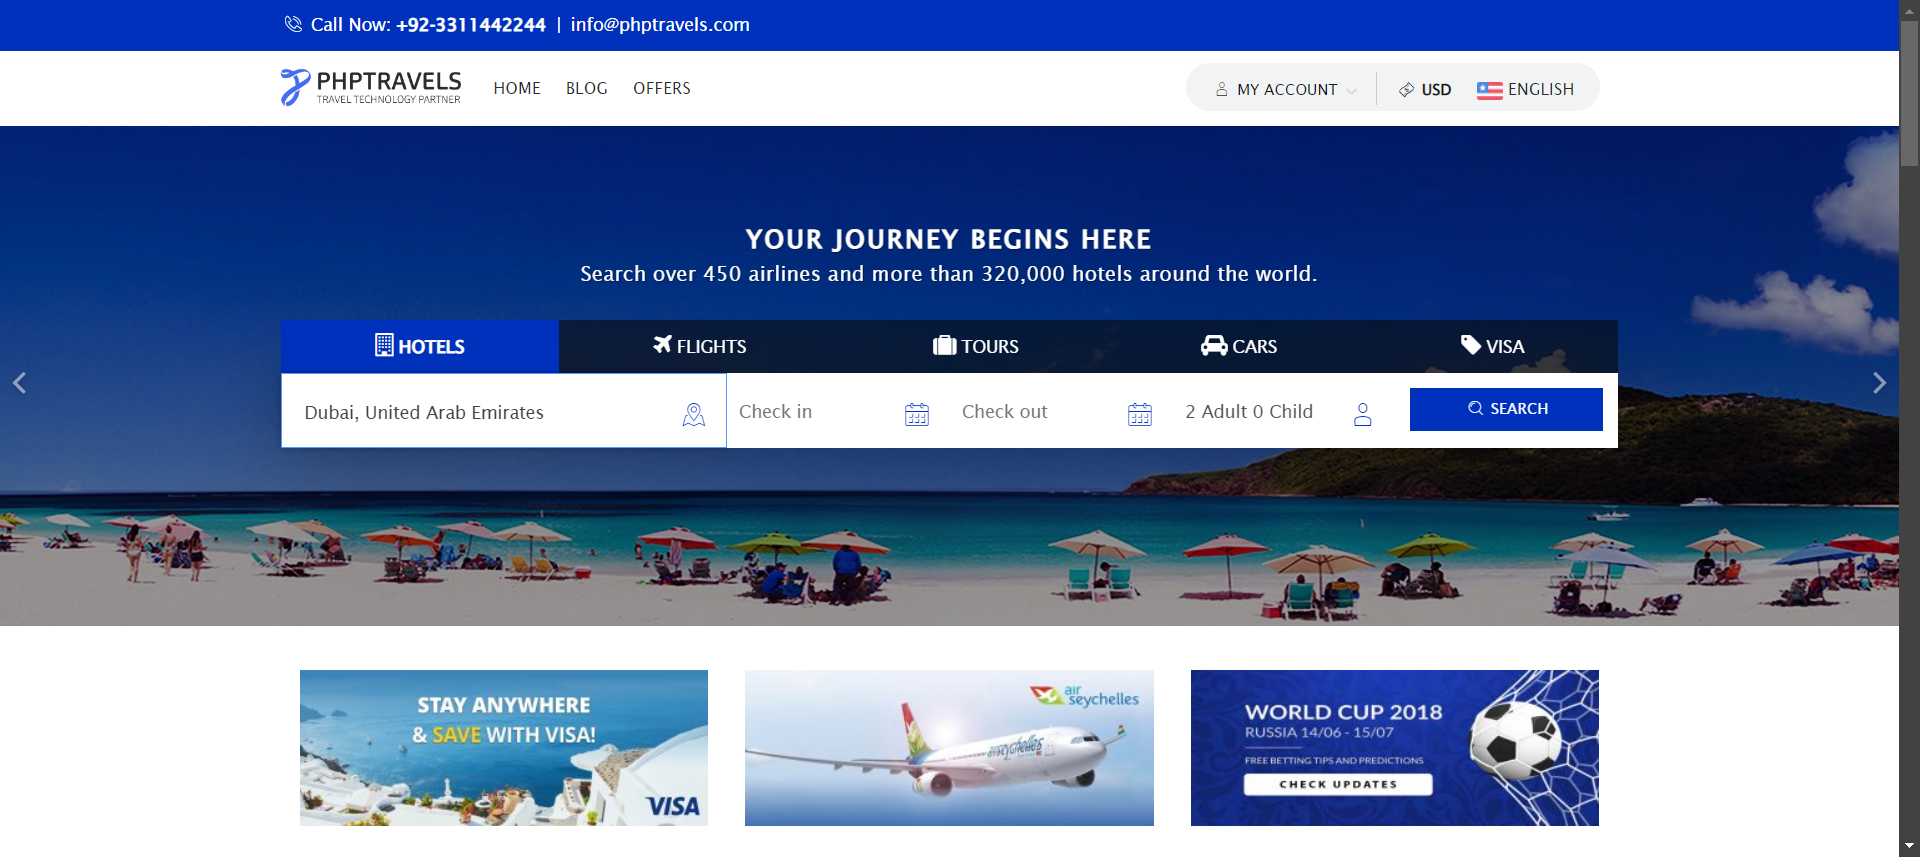 Call Now: +92-3311442244 | info@phptravels.com
PHPTRAVELS
TRAVEL TECHNOLOGY PARTNER
HOME BLOG OFFERS
MY ACCOUNT USD ENGLISH
YOUR JOURNEY BEGINS HERE
Search over 450 airlines and more than 320,000 hotels around the world.
HOTELS FLIGHTS TOURS CARS VISA
Dubai, United Arab Emirates Check in Check out 2 Adult 0 Child SEARCH
STAY ANYWHERE
& SAVE WITH VISA!
VISA
air
seychelles
air seychelles
WORLD CUP 2018
RUSSIA 14/06 - 15/07
FREE BETTING TIPS AND PREDICTIONS
CHECK UPDATES